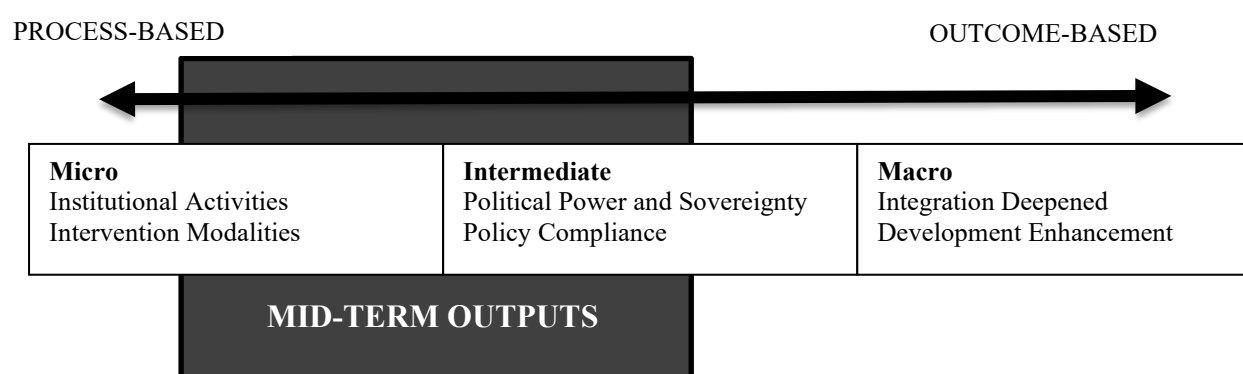 PROCESS-BASED
OUTCOME-BASED
Micro
Institutional Activities
Intervention Modalities
Intermediate
Political Power and Sovereignty
Policy Compliance
Macro
Integration Deepened
Development Enhancement
MID-TERM OUTPUTS